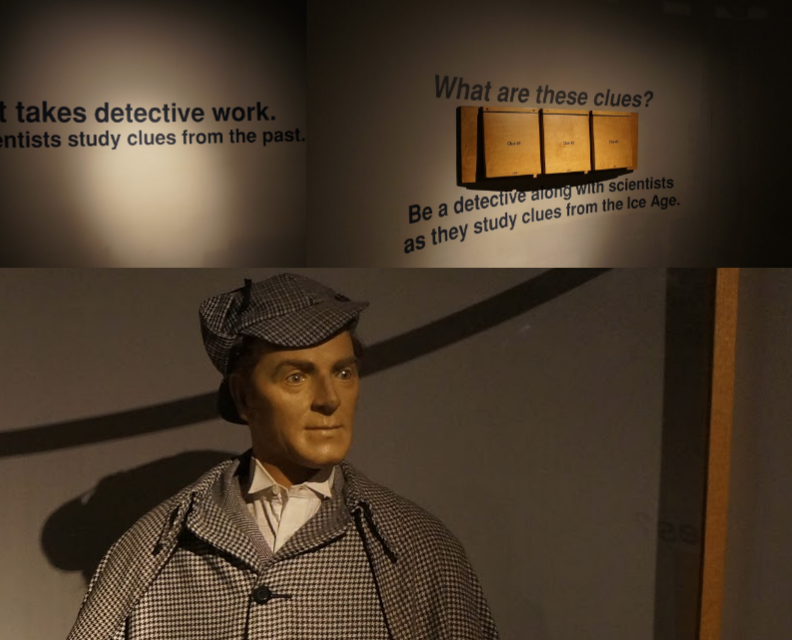 t takes detective work.
entists study clues from the past.
What are these clues?
Be a detective along with scientists
as they study clues from the Ice Age.